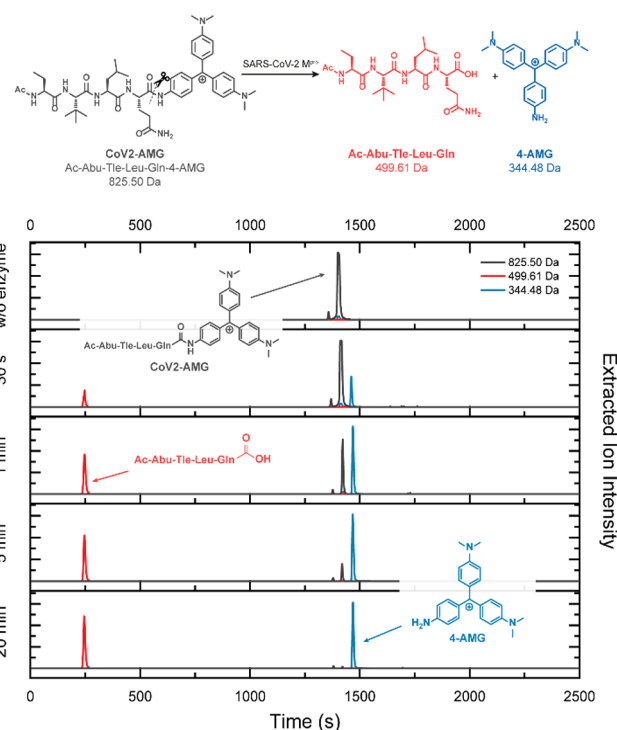 SARS-CoV-2 Mᵖʳᵒ
+
CoV2-AMG
Ac-Abu-Tle-Leu-Gln-4-AMG
825.50 Da
Ac-Abu-Tle-Leu-Gln
499.61 Da
4-AMG
344.48 Da
0 500 1000 1500 2000 2500
w/o enzyme
825.50 Da
499.61 Da
344.48 Da
Ac-Abu-Tle-Leu-Gln
CoV2-AMG
30 s
1 min
Ac-Abu-Tle-Leu-Gln
OH
5 min
20 min
4-AMG
Extracted Ion Intensity
0 500 1000 1500 2000 2500
Time (s)